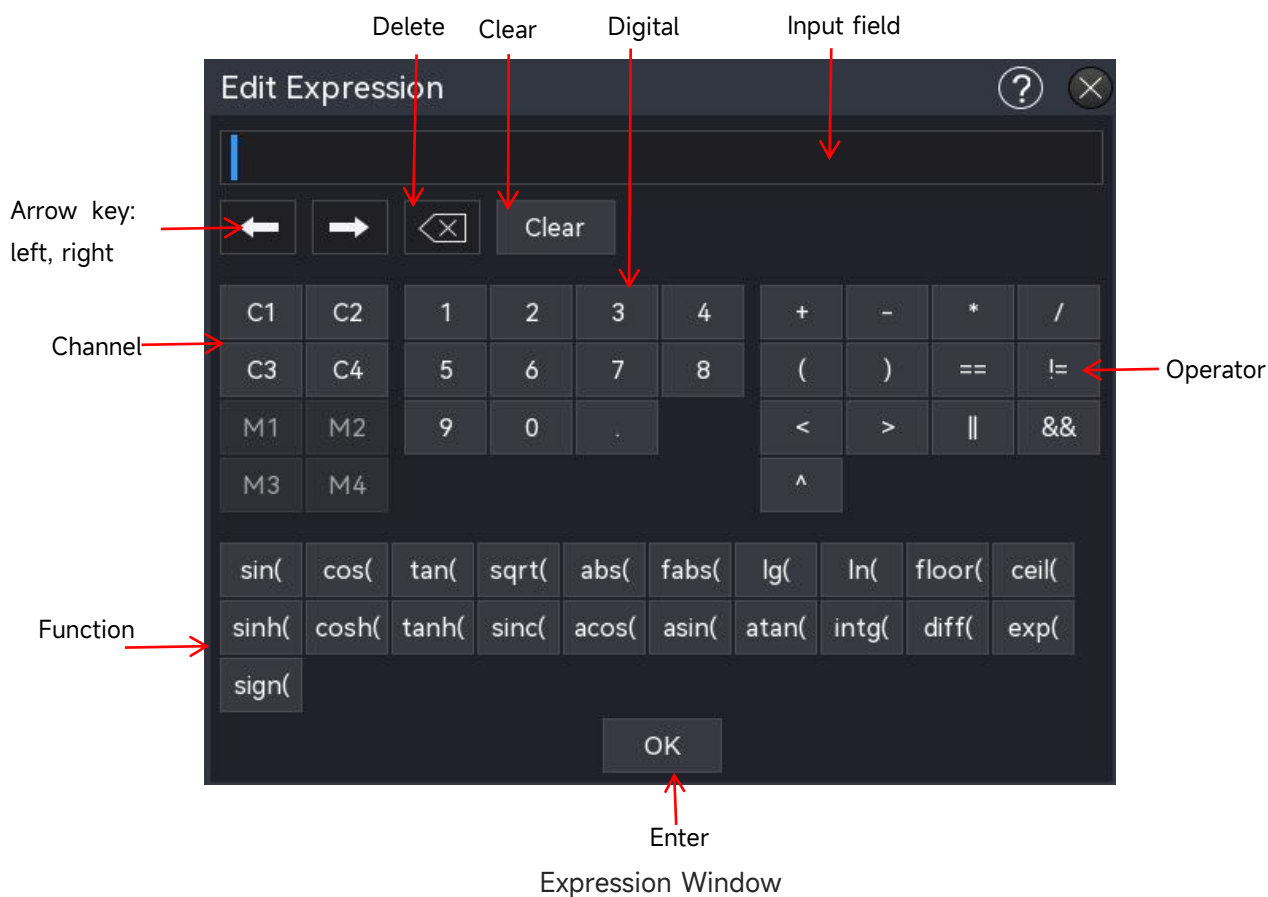 Delete Clear Digital Input field
Edit Expression ?
Arrow key:
left, right
Clear
C1 C2 1 2 3 4 + - * /
Channel
C3 C4 5 6 7 8 ( ) == !=
Operator
M1 M2 9 0 . < > || &&
M3 M4 ^
sin( cos( tan( sqrt( abs( fabs( lg( ln( floor( ceil(
Function
sinh( cosh( tanh( sinc( acos( asin( atan( intg( diff( exp(
sign(
OK
Enter
Expression Window